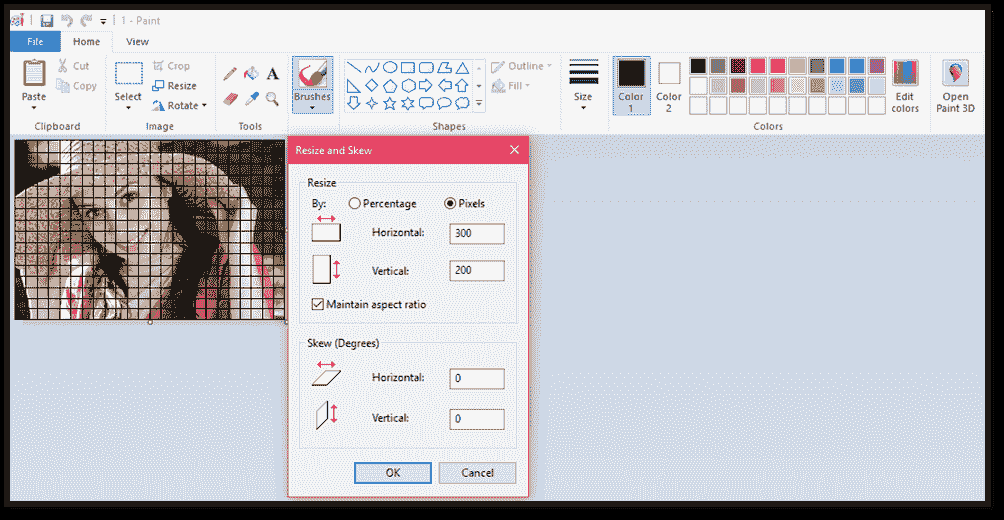 1 - Paint
File Home View
Paste
Cut
Copy
Clipboard
Select
Crop
Resize
Rotate
Image
A
Tools
Brushes
Outline
Fill
Shapes
Size
Color
1
Color
2
Edit
colors
Colors
Open
Paint 3D
Resize and Skew
Resize
By: Percentage Pixels
Horizontal: 300
Vertical: 200
Maintain aspect ratio
Skew (Degrees)
Horizontal: 0
Vertical: 0
OK Cancel